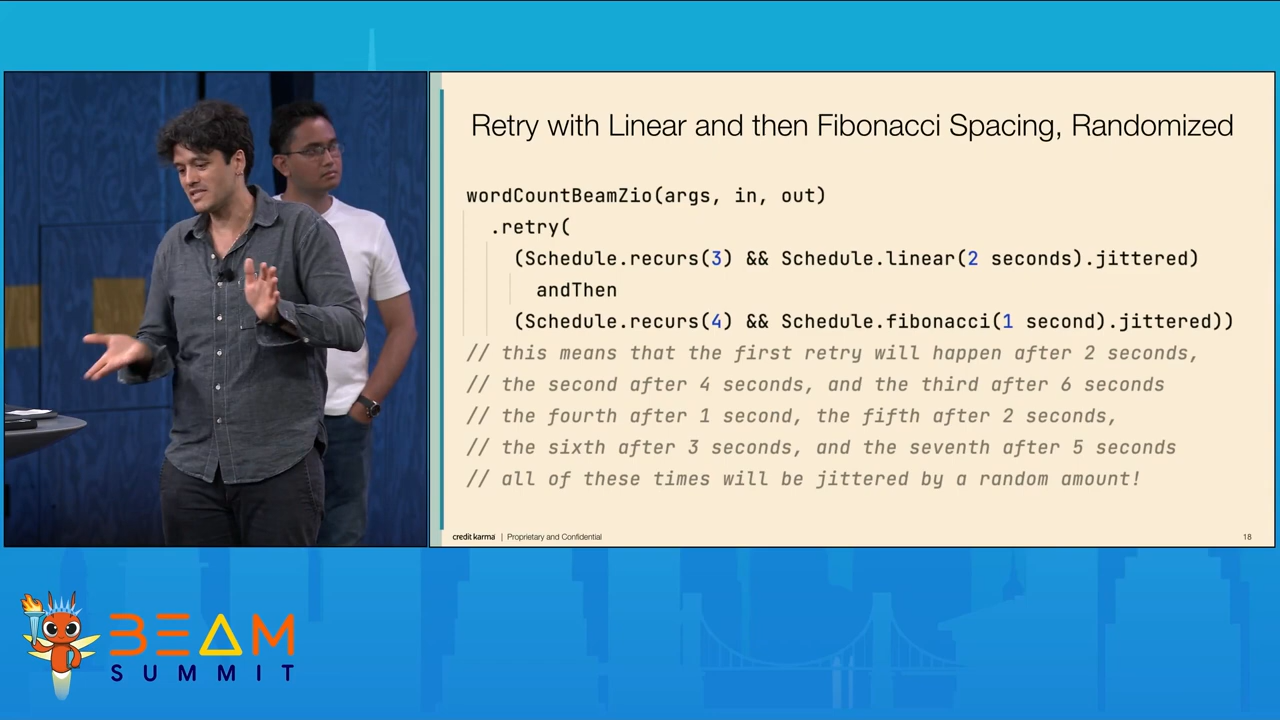 Retry with Linear and then Fibonacci Spacing, Randomized
wordCountBeamZio(args, in, out)
.retry(
(Schedule.recurs(3) && Schedule.linear(2 seconds).jittered)
andThen
(Schedule.recurs(4) && Schedule.fibonacci(1 second).jittered))
// this means that the first retry will happen after 2 seconds,
// the second after 4 seconds, and the third after 6 seconds
// the fourth after 1 second, the fifth after 2 seconds,
// the sixth after 3 seconds, and the seventh after 5 seconds
// all of these times will be jittered by a random amount!
credit karma | Proprietary and Confidential
18
BEAM
SUMMIT